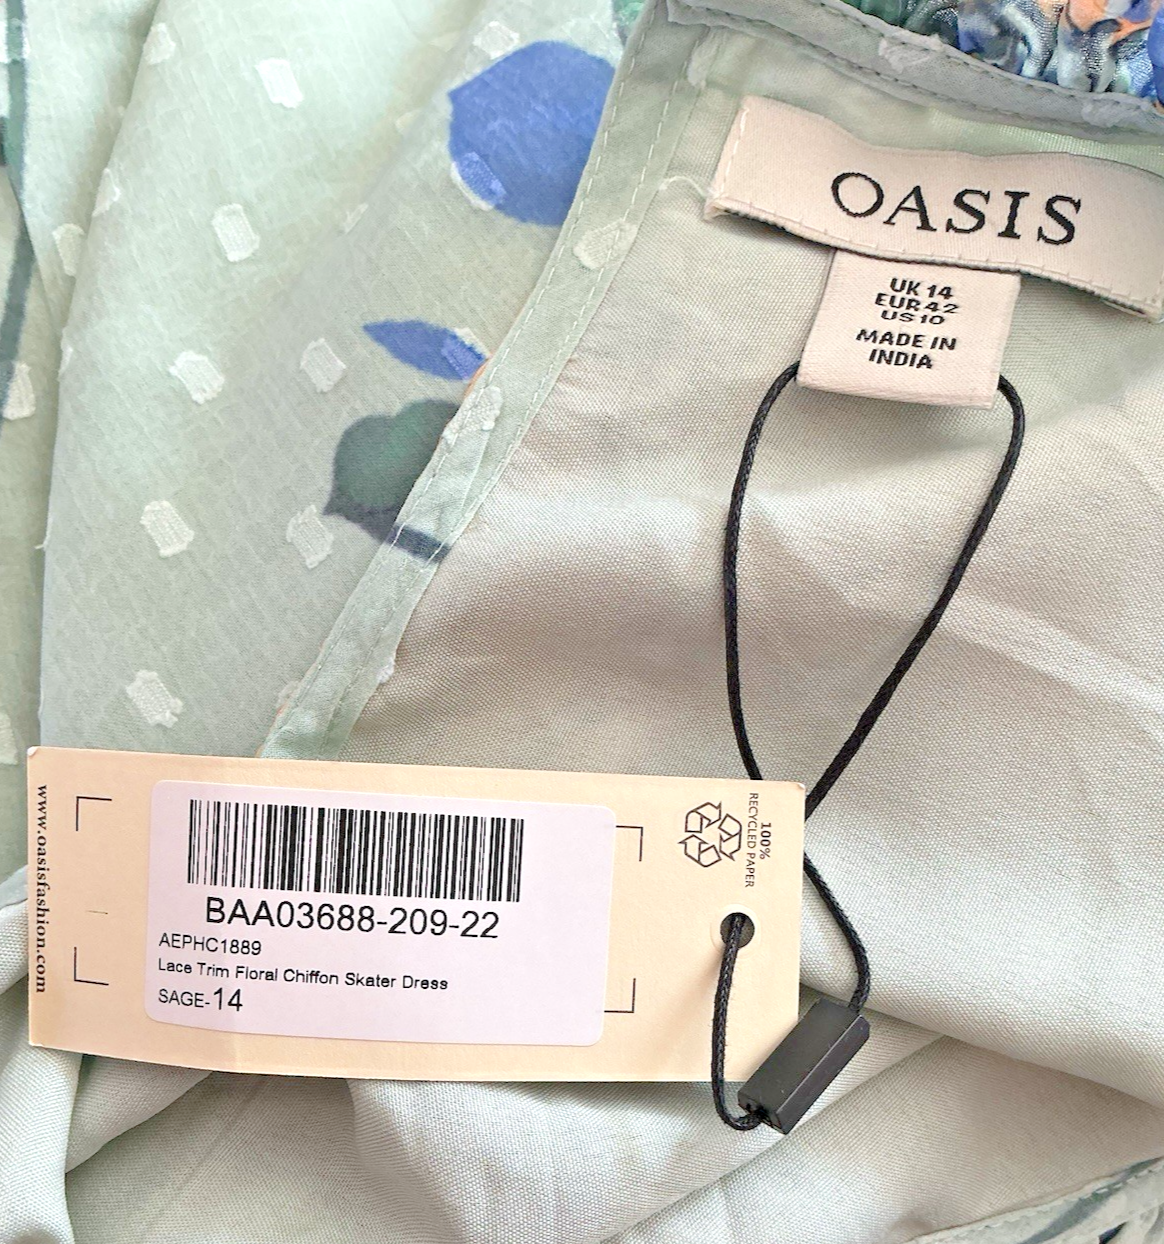 OASIS
UK 14
EUR 42
US 10
MADE IN
INDIA
www.oasisfashion.com
100%
RECYCLED PAPER
BAA03688-209-22
AEPHC1889
Lace Trim Floral Chiffon Skater Dress
SAGE-14